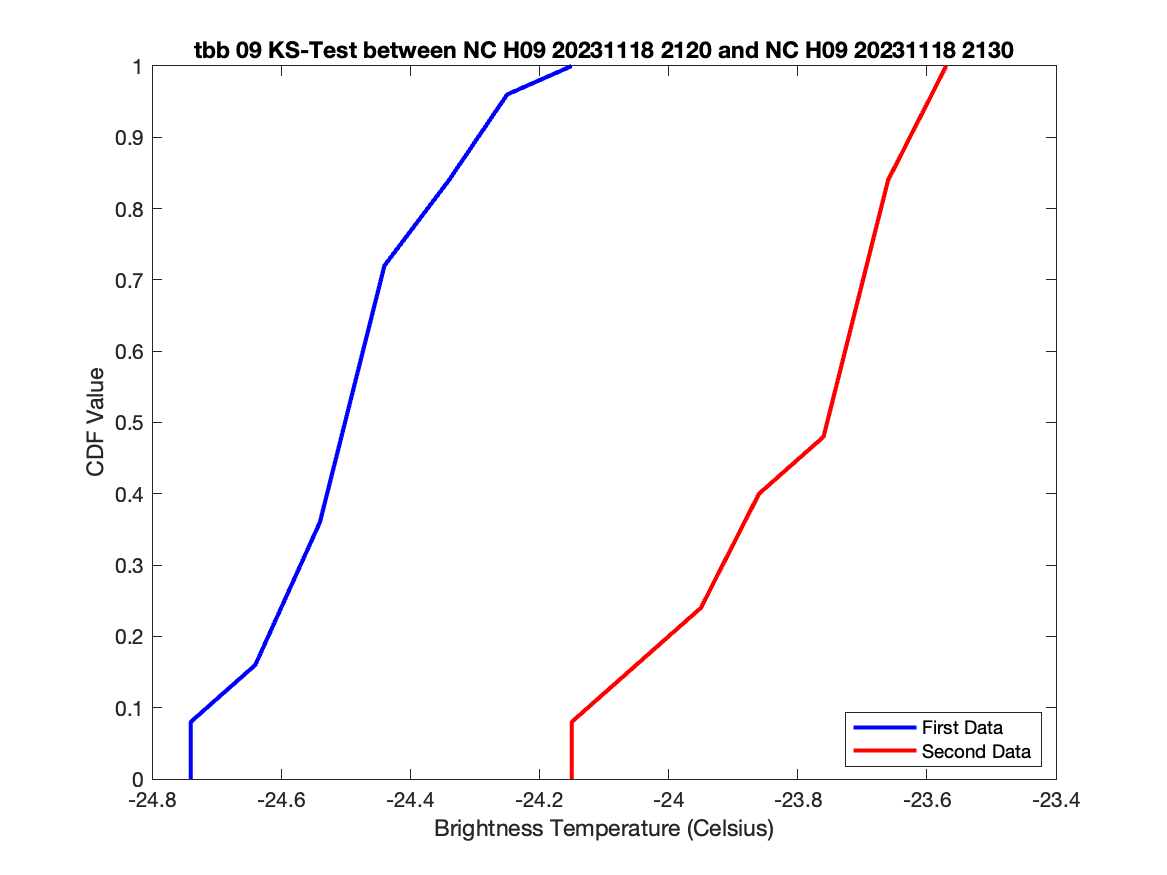 tbb 09 KS-Test between NC H09 20231118 2120 and NC H09 20231118 2130
1
0.9
0.8
0.7
0.6
0.5
0.4
0.3
0.2
0.1
0
CDF Value
First Data
Second Data
-24.8 -24.6 -24.4 -24.2 -24 -23.8 -23.6 -23.4
Brightness Temperature (Celsius)